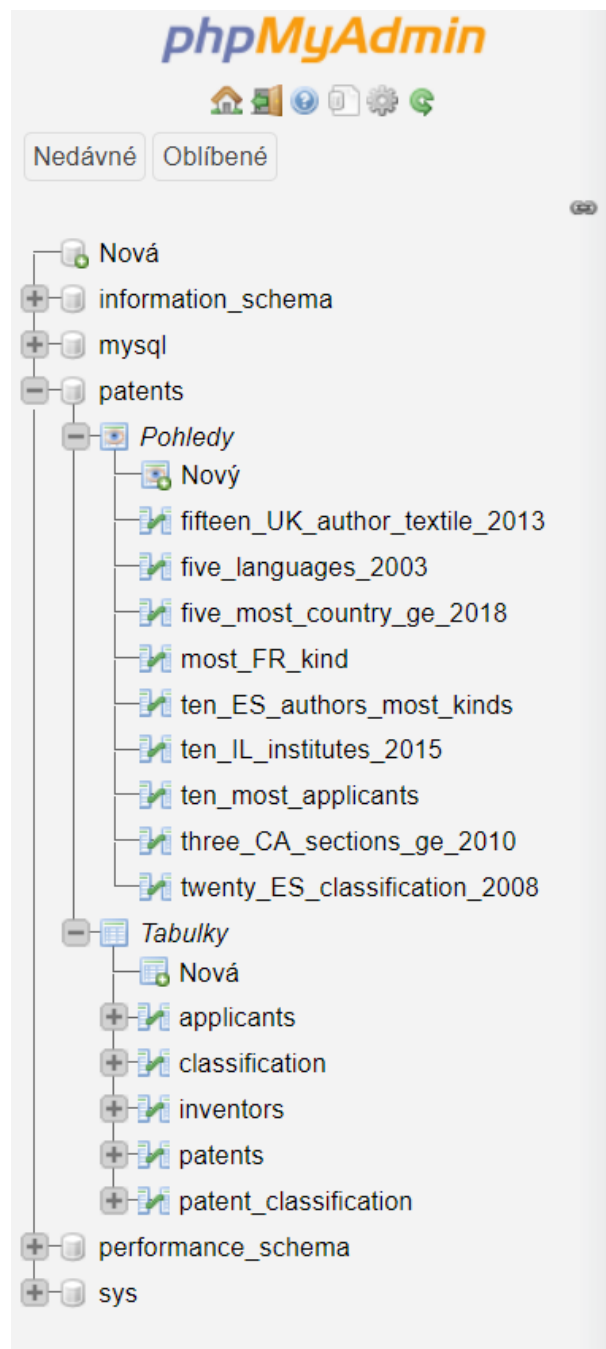 phpMyAdmin
Nedávné Oblíbené
Nová
information_schema
mysql
patents
Pohledy
Nový
fifteen_UK_author_textile_2013
five_languages_2003
five_most_country_ge_2018
most_FR_kind
ten_ES_authors_most_kinds
ten_IL_institutes_2015
ten_most_applicants
three_CA_sections_ge_2010
twenty_ES_classification_2008
Tabulky
Nová
applicants
classification
inventors
patents
patent_classification
performance_schema
sys